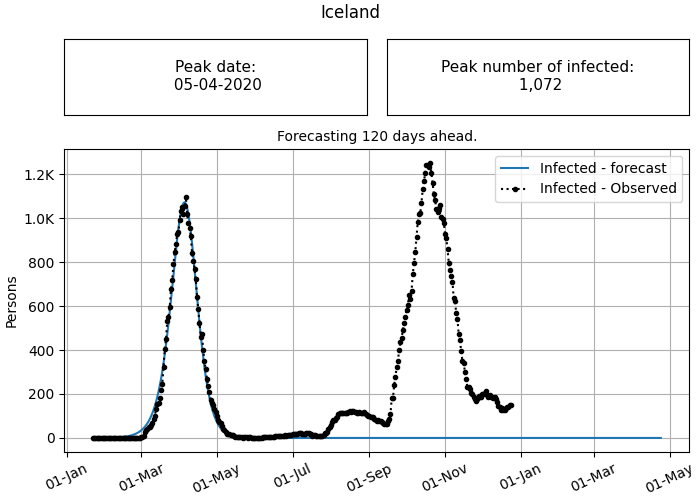 Iceland
Peak date:
05-04-2020
Peak number of infected:
1,072
Forecasting 120 days ahead.
Infected - forecast
Infected - Observed
Persons
1.2K
1.0K
800
600
400
200
0
01-Jan
01-Mar
01-May
01-Jul
01-Sep
01-Nov
01-Jan
01-Mar
01-May